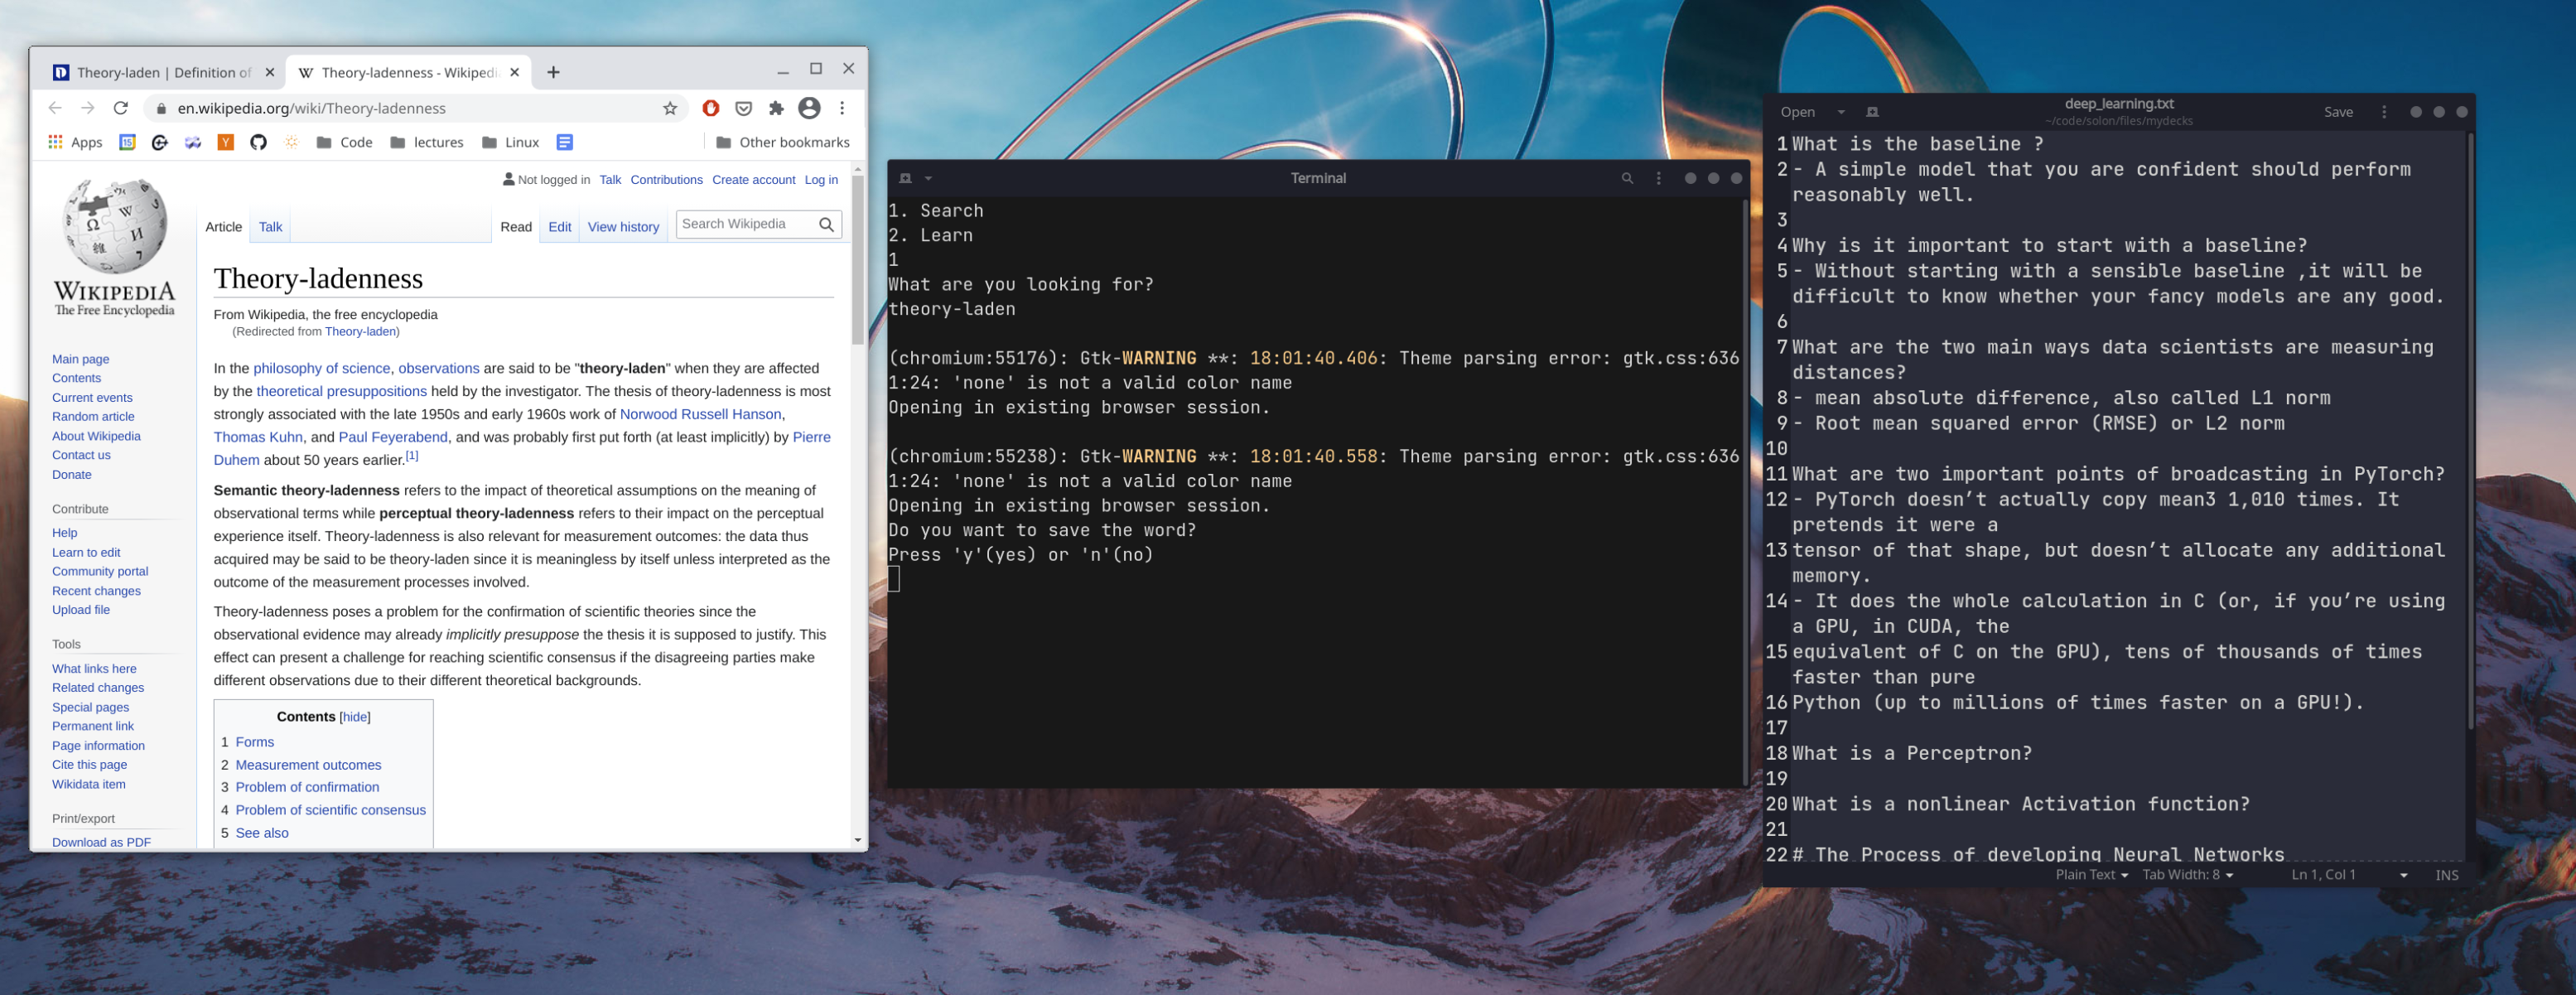 Theory-laden | Definition of
Theory-ladenness - Wikipedi
en.wikipedia.org/wiki/Theory-ladenness
Apps
15
Y
Code
lectures
Linux
Other bookmarks
WIKIPEDIA
The Free Encyclopedia
Main page
Contents
Current events
Random article
About Wikipedia
Contact us
Donate
Contribute
Help
Learn to edit
Community portal
Recent changes
Upload file
Tools
What links here
Related changes
Special pages
Permanent link
Page information
Cite this page
Wikidata item
Print/export
Download as PDF
Not logged in Talk Contributions Create account Log in
Article Talk Read Edit View history Search Wikipedia
Theory-ladenness
From Wikipedia, the free encyclopedia
(Redirected from Theory-laden)
In the philosophy of science, observations are said to be "theory-laden" when they are affected
by the theoretical presuppositions held by the investigator. The thesis of theory-ladenness is most
strongly associated with the late 1950s and early 1960s work of Norwood Russell Hanson,
Thomas Kuhn, and Paul Feyerabend, and was probably first put forth (at least implicitly) by Pierre
Duhem about 50 years earlier.[1]
Semantic theory-ladenness refers to the impact of theoretical assumptions on the meaning of
observational terms while perceptual theory-ladenness refers to their impact on the perceptual
experience itself. Theory-ladenness is also relevant for measurement outcomes: the data thus
acquired may be said to be theory-laden since it is meaningless by itself unless interpreted as the
outcome of the measurement processes involved.
Theory-ladenness poses a problem for the confirmation of scientific theories since the
observational evidence may already implicitly presuppose the thesis it is supposed to justify. This
effect can present a challenge for reaching scientific consensus if the disagreeing parties make
different observations due to their different theoretical backgrounds.
Contents [hide]
1 Forms
2 Measurement outcomes
3 Problem of confirmation
4 Problem of scientific consensus
5 See also
Terminal
1. Search
2. Learn
1
What are you looking for?
theory-laden
(chromium:55176): Gtk-WARNING **: 18:01:40.406: Theme parsing error: gtk.css:636
1:24: 'none' is not a valid color name
Opening in existing browser session.
(chromium:55238): Gtk-WARNING **: 18:01:40.558: Theme parsing error: gtk.css:636
1:24: 'none' is not a valid color name
Opening in existing browser session.
Do you want to save the word?
Press 'y'(yes) or 'n'(no)
Open deep_learning.txt Save
~/code/solon/files/mydecks
1 What is the baseline ?
2 - A simple model that you are confident should perform
reasonably well.
3
4 Why is it important to start with a baseline?
5 - Without starting with a sensible baseline ,it will be
difficult to know whether your fancy models are any good.
6
7 What are the two main ways data scientists are measuring
distances?
8 - mean absolute difference, also called L1 norm
9 - Root mean squared error (RMSE) or L2 norm
10
11 What are two important points of broadcasting in PyTorch?
12 - PyTorch doesn’t actually copy mean3 1,010 times. It
pretends it were a
13 tensor of that shape, but doesn’t allocate any additional
memory.
14 - It does the whole calculation in C (or, if you’re using
a GPU, in CUDA, the
15 equivalent of C on the GPU), tens of thousands of times
faster than pure
16 Python (up to millions of times faster on a GPU!).
17
18 What is a Perceptron?
19
20 What is a nonlinear Activation function?
21
22 # The Process of developing Neural Networks
Plain Text Tab Width: 8 Ln 1, Col 1 INS